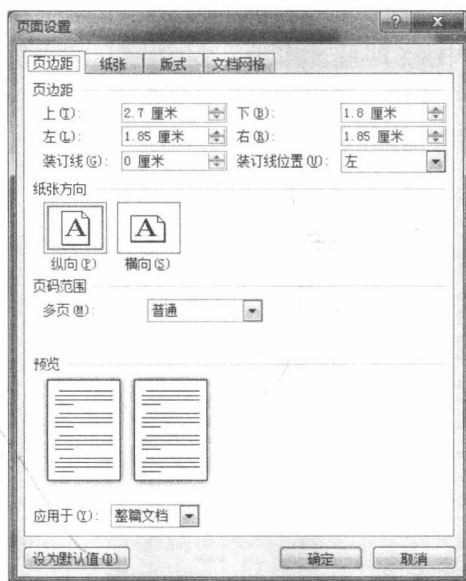 页面设置
页边距 纸张 版式 文档网格
页边距
上(T): 2.7 厘米 下(B): 1.8 厘米
左(L): 1.85 厘米 右(R): 1.85 厘米
装订线(G): 0 厘米 装订线位置(U): 左
纸张方向
A A
纵向(P) 横向(S)
页码范围
多页(M): 普通
预览
应用于(Y): 整篇文档
设为默认值(D) 确定 取消